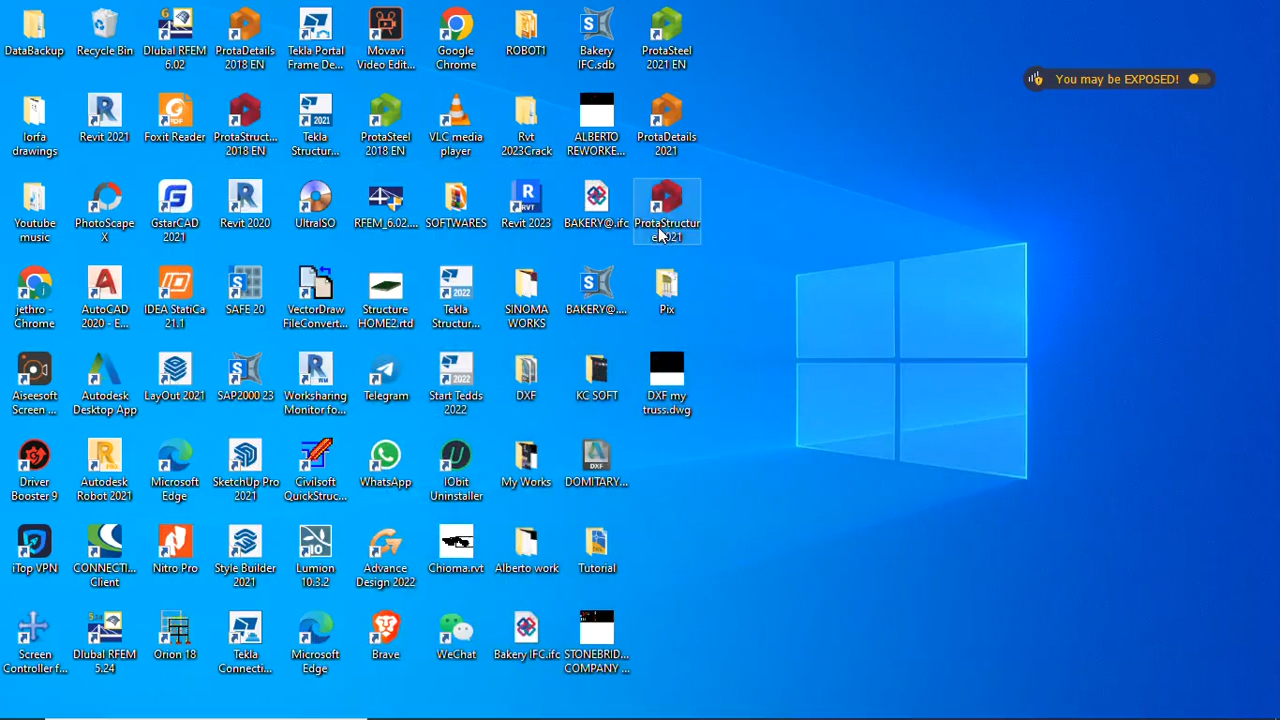 DataBackup
Recycle Bin
Dlubal RFEM
6.02
ProtaDetails
2018 EN
Tekla Portal
Frame De...
Movavi
Video Edit...
Google
Chrome
ROBOT1
Bakery
IFC.sdb
ProtaSteel
2021 EN
You may be EXPOSED!
Iorfa
drawings
Revit 2021
Foxit Reader
ProtaStruct...
2018 EN
Tekla
Structur...
ProtaSteel
2018 EN
VLC media
player
Rvt
2023Crack
ALBERTO
REWORKE...
ProtaDetails
2021
Youtube
music
PhotoScape
X
GstarCAD
2021
Revit 2020
UltraISO
RFEM_6.02....
SOFTWARES
Revit 2023
BAKERY@.ifc
ProtaStructur
e 2021
jethro -
Chrome
AutoCAD
2020 - E...
IDEA StatiCa
21.1
SAFE 20
VectorDraw
FileConvert...
Structure
HOME2.rtd
Tekla
Structur...
SINOMA
WORKS
BAKERY@....
Pix
Aiseesoft
Screen ...
Autodesk
Desktop App
LayOut 2021
SAP2000 23
Worksharing
Monitor fo...
Telegram
Start Tedds
2022
DXF
KC SOFT
DXF my
truss.dwg
Driver
Booster 9
Autodesk
Robot 2021
Microsoft
Edge
SketchUp Pro
2021
Civilsoft
QuickStruc...
WhatsApp
IObit
Uninstaller
My Works
DOMITARY...
iTop VPN
CONNECTI...
Client
Nitro Pro
Style Builder
2021
Lumion
10.3.2
Advance
Design 2022
Chioma.rvt
Alberto work
Tutorial
Screen
Controller f...
Dlubal RFEM
5.24
Orion 18
Tekla
Connecti...
Microsoft
Edge
Brave
WeChat
Bakery IFC.ifc
STONEBRID...
COMPANY ...